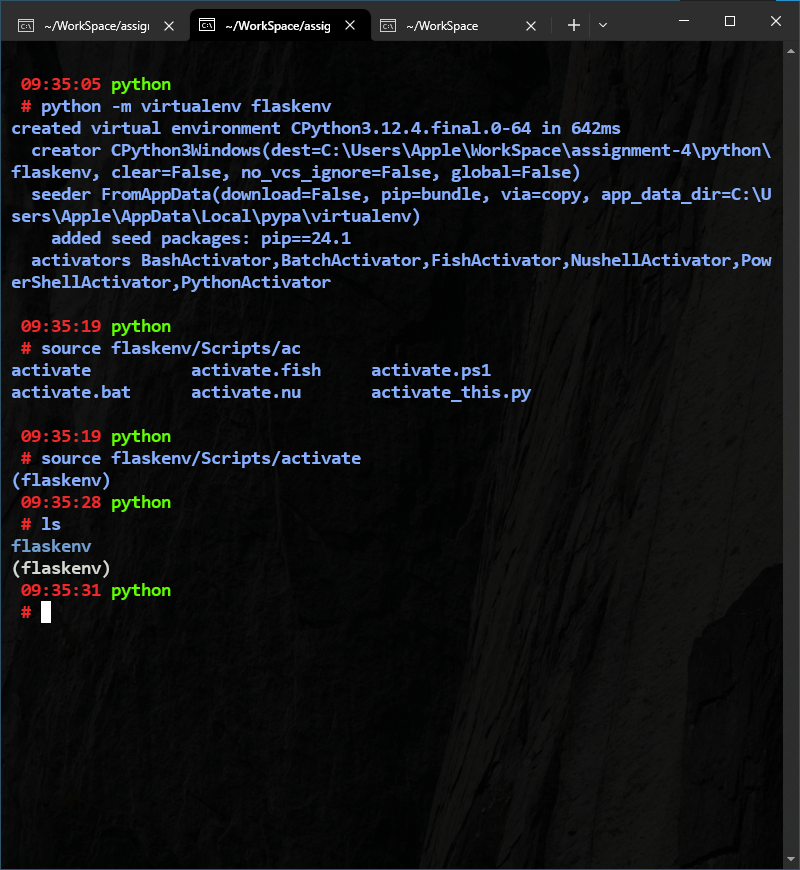 ~/WorkSpace/assign
~/WorkSpace/assig
~/WorkSpace
09:35:05 python
# python -m virtualenv flaskenv
created virtual environment CPython3.12.4.final.0-64 in 642ms
  creator CPython3Windows(dest=C:\Users\Apple\WorkSpace\assignment-4\python\
flaskenv, clear=False, no_vcs_ignore=False, global=False)
  seeder FromAppData(download=False, pip=bundle, via=copy, app_data_dir=C:\U
sers\Apple\AppData\Local\pypa\virtualenv)
    added seed packages: pip==24.1
  activators BashActivator,BatchActivator,FishActivator,NushellActivator,Pow
erShellActivator,PythonActivator
09:35:19 python
# source flaskenv/Scripts/ac
activate          activate.fish     activate.ps1
activate.bat      activate.nu       activate_this.py
09:35:19 python
# source flaskenv/Scripts/activate
(flaskenv)
09:35:28 python
# ls
flaskenv
(flaskenv)
09:35:31 python
#